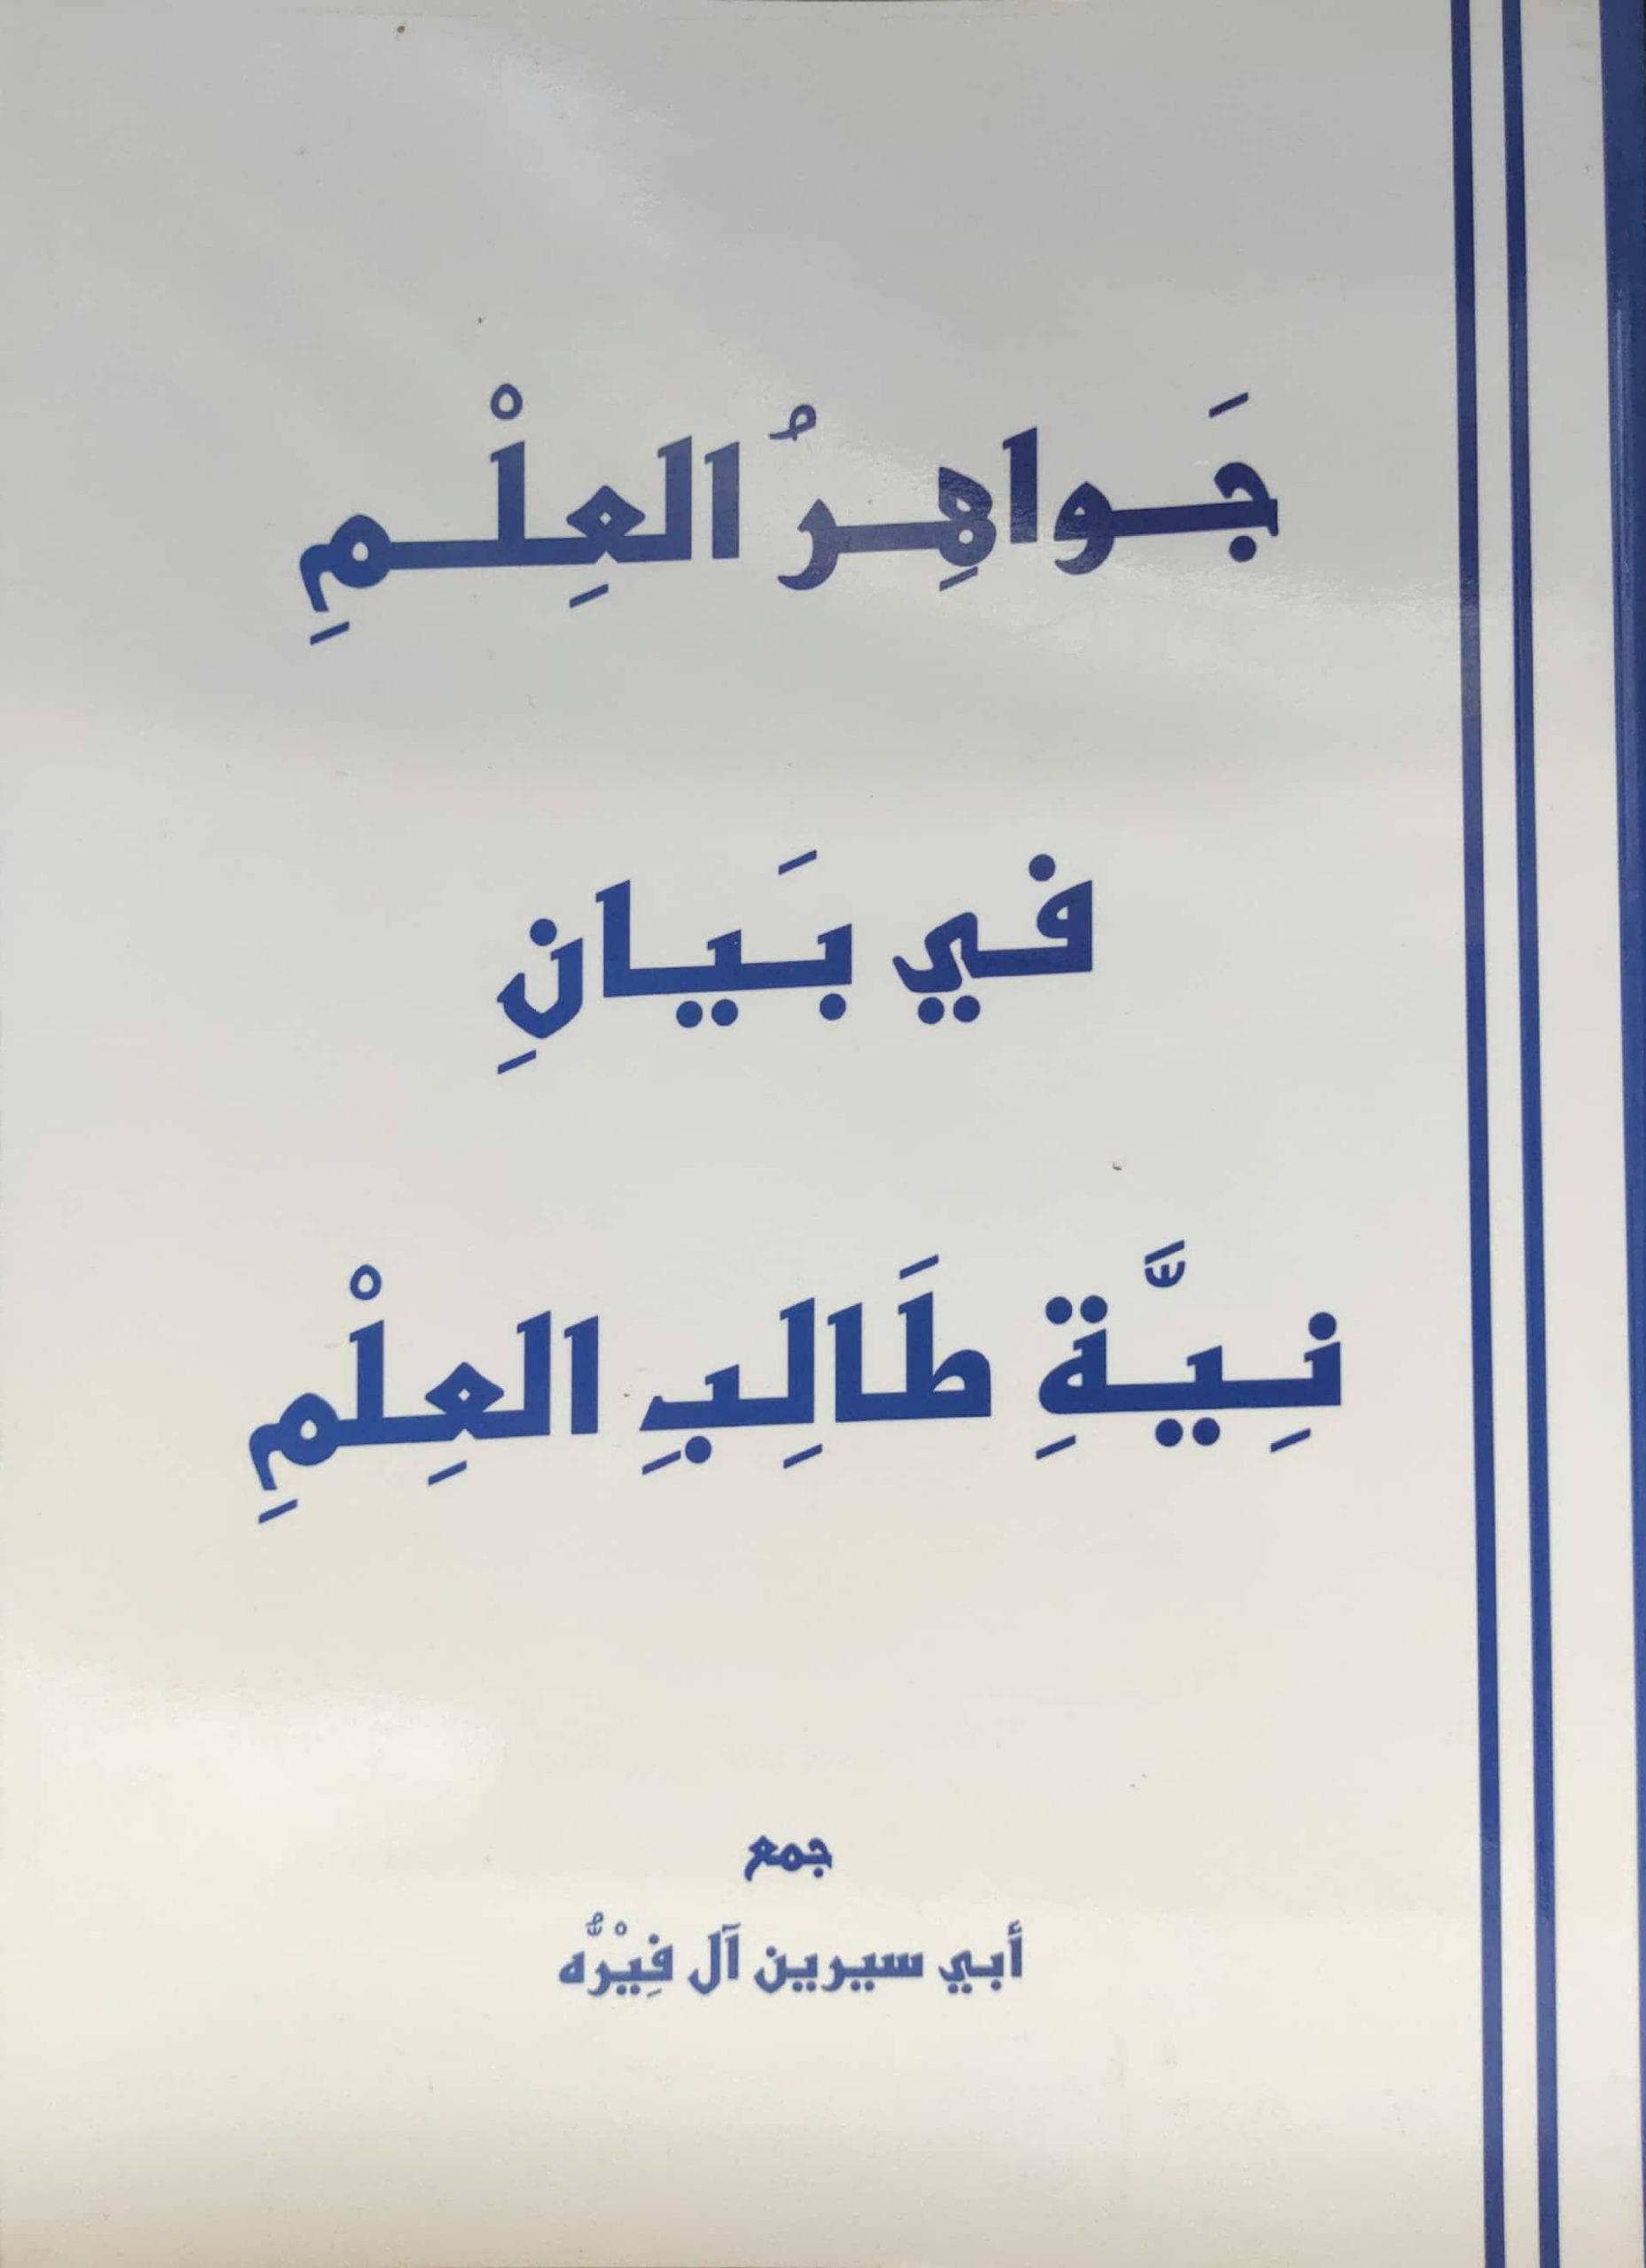 جَواهِرُ العِلْمِ
في بَيانِ
نِيَّةِ طَالِبِ العِلْمِ
جمع
أبي سيرين آل فِيْرُّه